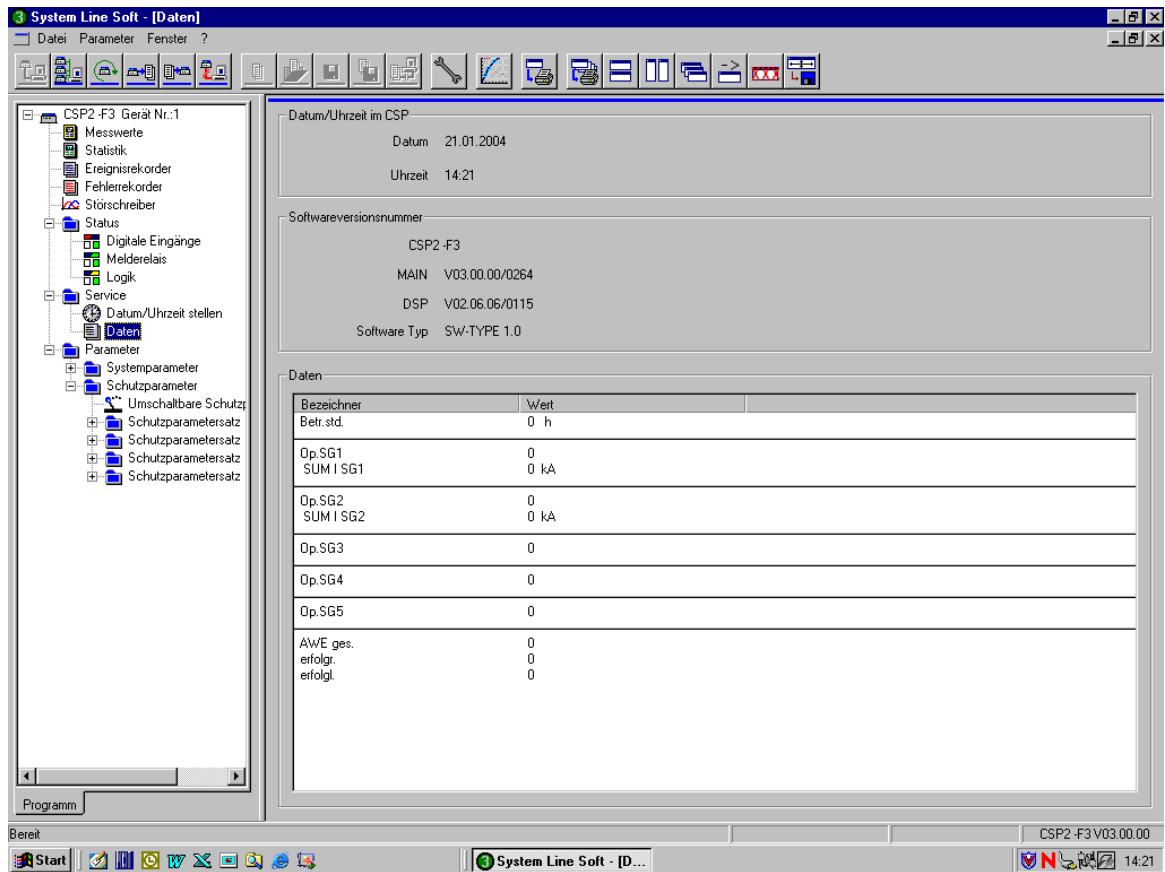 System Line Soft - [Daten]
Datei Parameter Fenster ?
CSP2 -F3 Gerät Nr.:1
Messwerte
Statistik
Ereignisrekorder
Fehlerrekorder
Störschreiber
Status
Digitale Eingänge
Melderelais
Logik
Service
Datum/Uhrzeit stellen
Daten
Parameter
Systemparameter
Schutzparameter
Umschaltbare Schutzp
Schutzparametersatz
Schutzparametersatz
Schutzparametersatz
Schutzparametersatz
Programm
Datum/Uhrzeit im CSP
Datum 21.01.2004
Uhrzeit 14:21
Softwareversionsnummer
CSP2 -F3
MAIN V03.00.00/0264
DSP V02.06.06/0115
Software Typ SW-TYPE 1.0
Daten
Bezeichner Wert
Betr.std. 0 h
Op.SG1 0
SUM I SG1 0 kA
Op.SG2 0
SUM I SG2 0 kA
Op.SG3 0
Op.SG4 0
Op.SG5 0
AWE ges. 0
erfolgr. 0
erfolgl. 0
Bereit CSP2 -F3 V03.00.00
Start System Line Soft - [D... 14:21